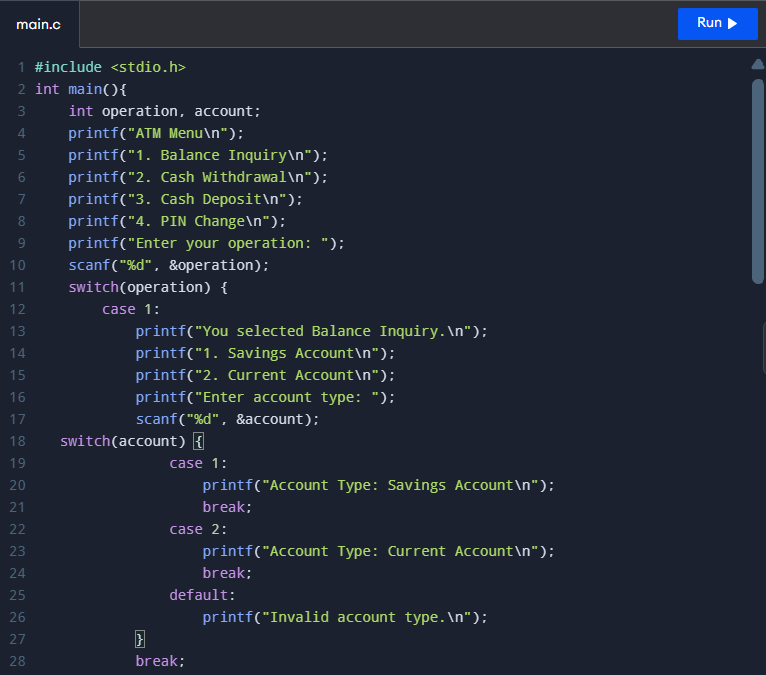 main.c
Run
1 #include <stdio.h>
2 int main(){
3     int operation, account;
4     printf("ATM Menu\n");
5     printf("1. Balance Inquiry\n");
6     printf("2. Cash Withdrawal\n");
7     printf("3. Cash Deposit\n");
8     printf("4. PIN Change\n");
9     printf("Enter your operation: ");
10     scanf("%d", &operation);
11     switch(operation) {
12         case 1:
13             printf("You selected Balance Inquiry.\n");
14             printf("1. Savings Account\n");
15             printf("2. Current Account\n");
16             printf("Enter account type: ");
17             scanf("%d", &account);
18    switch(account) {
19                 case 1:
20                     printf("Account Type: Savings Account\n");
21                     break;
22                 case 2:
23                     printf("Account Type: Current Account\n");
24                     break;
25                 default:
26                     printf("Invalid account type.\n");
27             }
28             break;